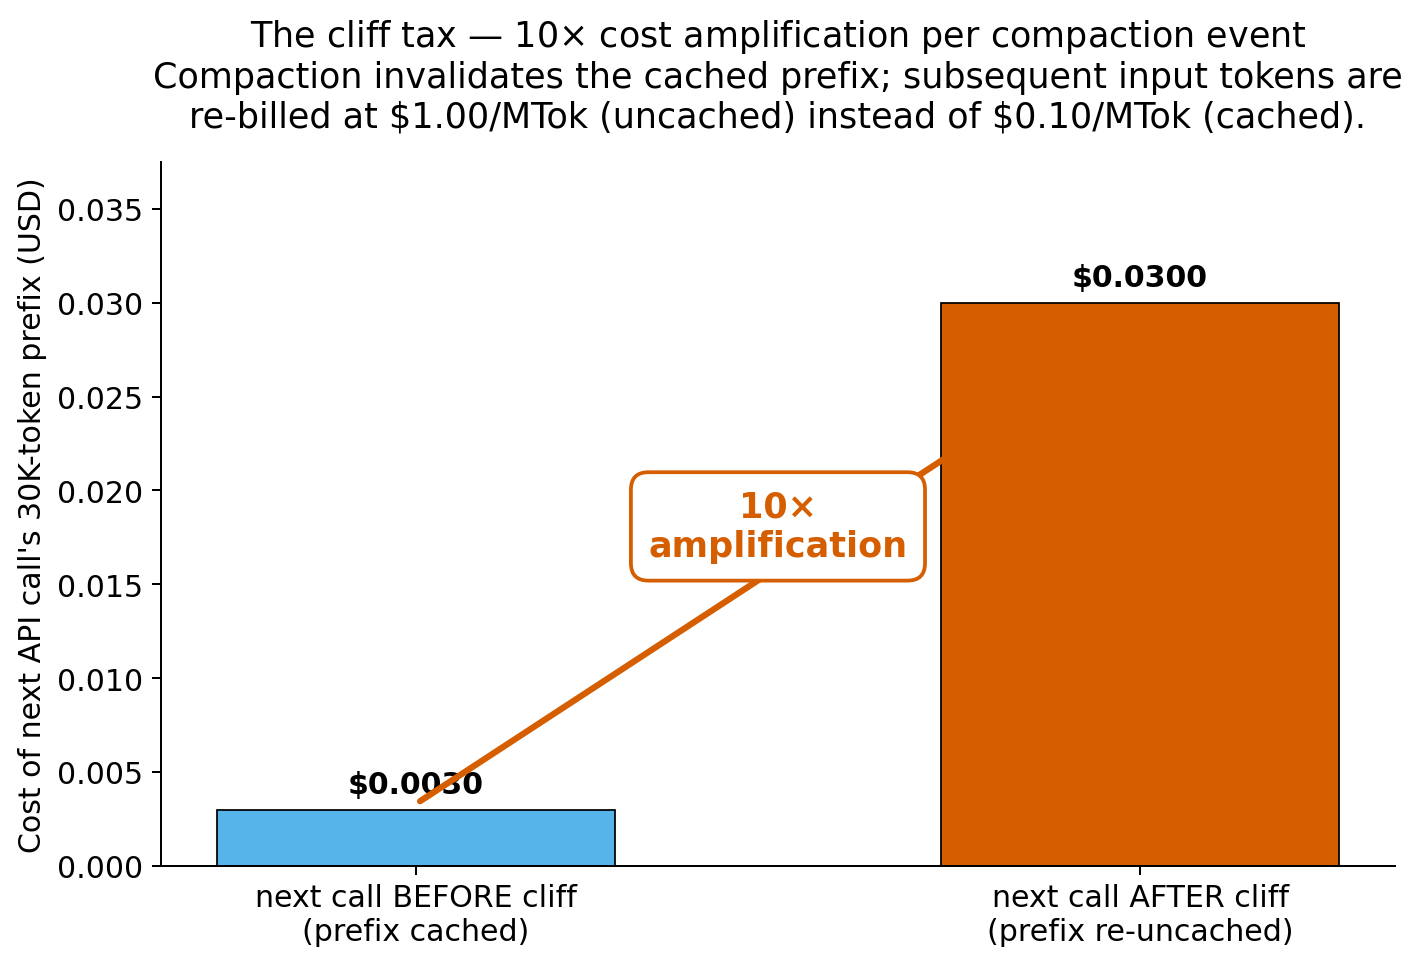 The cliff tax — 10× cost amplification per compaction event
Compaction invalidates the cached prefix; subsequent input tokens are
re-billed at $1.00/MTok (uncached) instead of $0.10/MTok (cached).
Cost of next API call's 30K-token prefix (USD)
0.035
0.030
0.025
0.020
0.015
0.010
0.005
0.000
$0.0030
10×
amplification
$0.0300
next call BEFORE cliff
(prefix cached)
next call AFTER cliff
(prefix re-uncached)